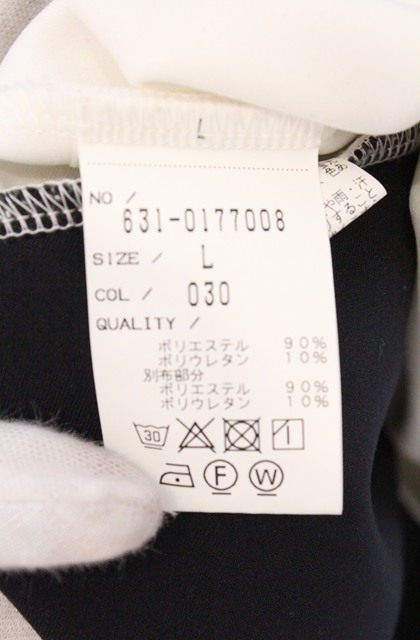 L
NO /
631-0177008
SIZE / L
COL / 030
QUALITY /
ポリエステル 90%
ポリウレタン 10%
別布部分
ポリエステル 90%
ポリウレタン 10%
30
F W